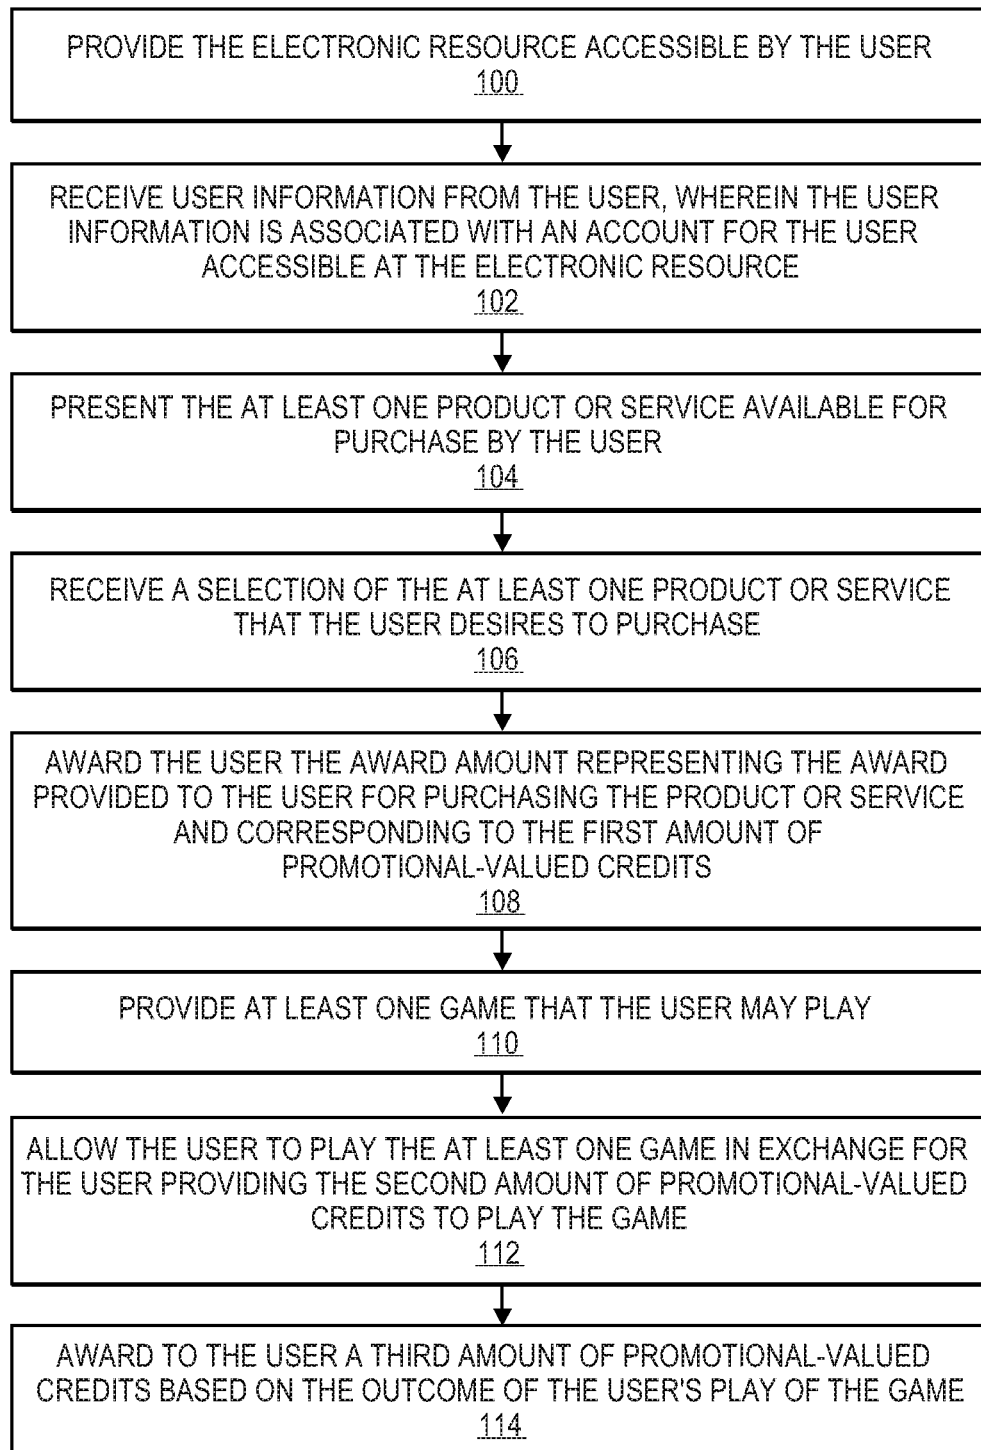 PROVIDE THE ELECTRONIC RESOURCE ACCESSIBLE BY THE USER
100
RECEIVE USER INFORMATION FROM THE USER, WHEREIN THE USER
INFORMATION IS ASSOCIATED WITH AN ACCOUNT FOR THE USER
ACCESSIBLE AT THE ELECTRONIC RESOURCE
102
PRESENT THE AT LEAST ONE PRODUCT OR SERVICE AVAILABLE FOR
PURCHASE BY THE USER
104
RECEIVE A SELECTION OF THE AT LEAST ONE PRODUCT OR SERVICE
THAT THE USER DESIRES TO PURCHASE
106
AWARD THE USER THE AWARD AMOUNT REPRESENTING THE AWARD
PROVIDED TO THE USER FOR PURCHASING THE PRODUCT OR SERVICE
AND CORRESPONDING TO THE FIRST AMOUNT OF
PROMOTIONAL-VALUED CREDITS
108
PROVIDE AT LEAST ONE GAME THAT THE USER MAY PLAY
110
ALLOW THE USER TO PLAY THE AT LEAST ONE GAME IN EXCHANGE FOR
THE USER PROVIDING THE SECOND AMOUNT OF PROMOTIONAL-VALUED
CREDITS TO PLAY THE GAME
112
AWARD TO THE USER A THIRD AMOUNT OF PROMOTIONAL-VALUED
CREDITS BASED ON THE OUTCOME OF THE USER'S PLAY OF THE GAME
114